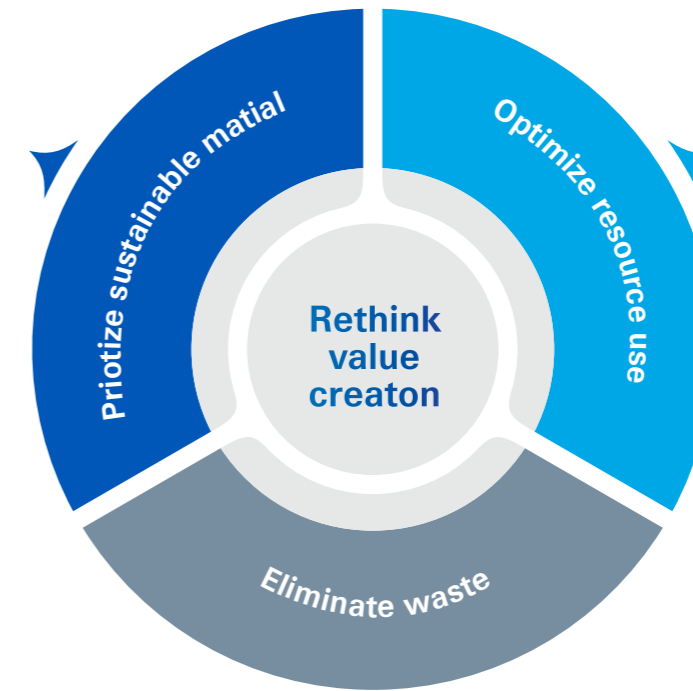 Priotize sustainable matial
Optimize resource use
Rethink
value
creaton
Eliminate waste